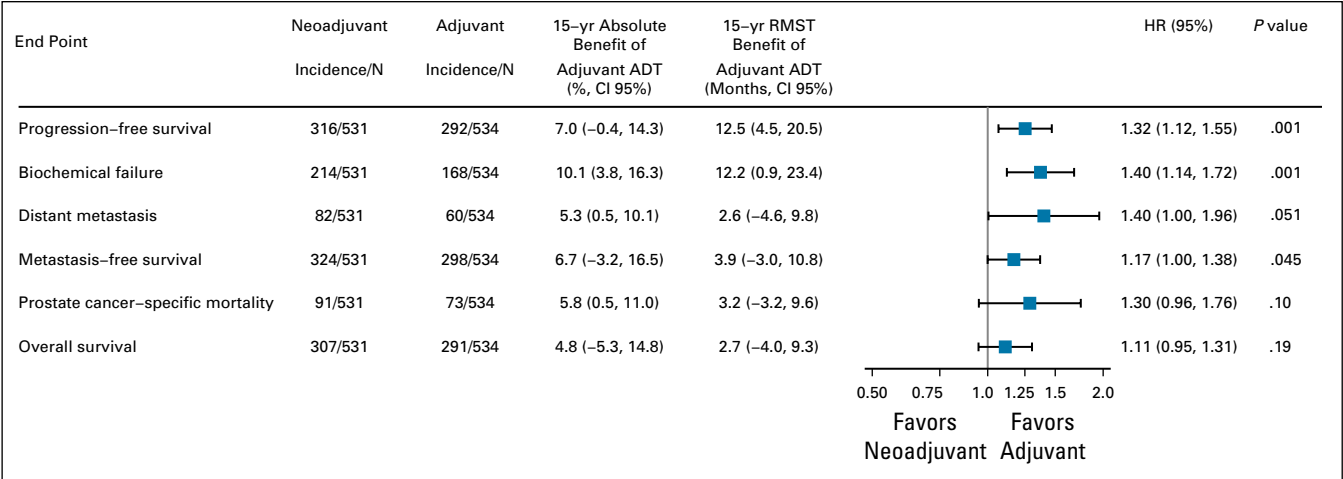 End Point
Neoadjuvant
Incidence/N
Adjuvant
Incidence/N
15−yr Absolute
Benefit of
Adjuvant ADT
(%, CI 95%)
15−yr RMST
Benefit of
Adjuvant ADT
(Months, CI 95%)
HR (95%)
P value
Progression−free survival 316/531 292/534 7.0 (−0.4, 14.3) 12.5 (4.5, 20.5) 1.32 (1.12, 1.55) .001
Biochemical failure 214/531 168/534 10.1 (3.8, 16.3) 12.2 (0.9, 23.4) 1.40 (1.14, 1.72) .001
Distant metastasis 82/531 60/534 5.3 (0.5, 10.1) 2.6 (−4.6, 9.8) 1.40 (1.00, 1.96) .051
Metastasis−free survival 324/531 298/534 6.7 (−3.2, 16.5) 3.9 (−3.0, 10.8) 1.17 (1.00, 1.38) .045
Prostate cancer−specific mortality 91/531 73/534 5.8 (0.5, 11.0) 3.2 (−3.2, 9.6) 1.30 (0.96, 1.76) .10
Overall survival 307/531 291/534 4.8 (−5.3, 14.8) 2.7 (−4.0, 9.3) 1.11 (0.95, 1.31) .19
0.50 0.75 1.0 1.25 1.5 2.0
Favors
Neoadjuvant
Favors
Adjuvant